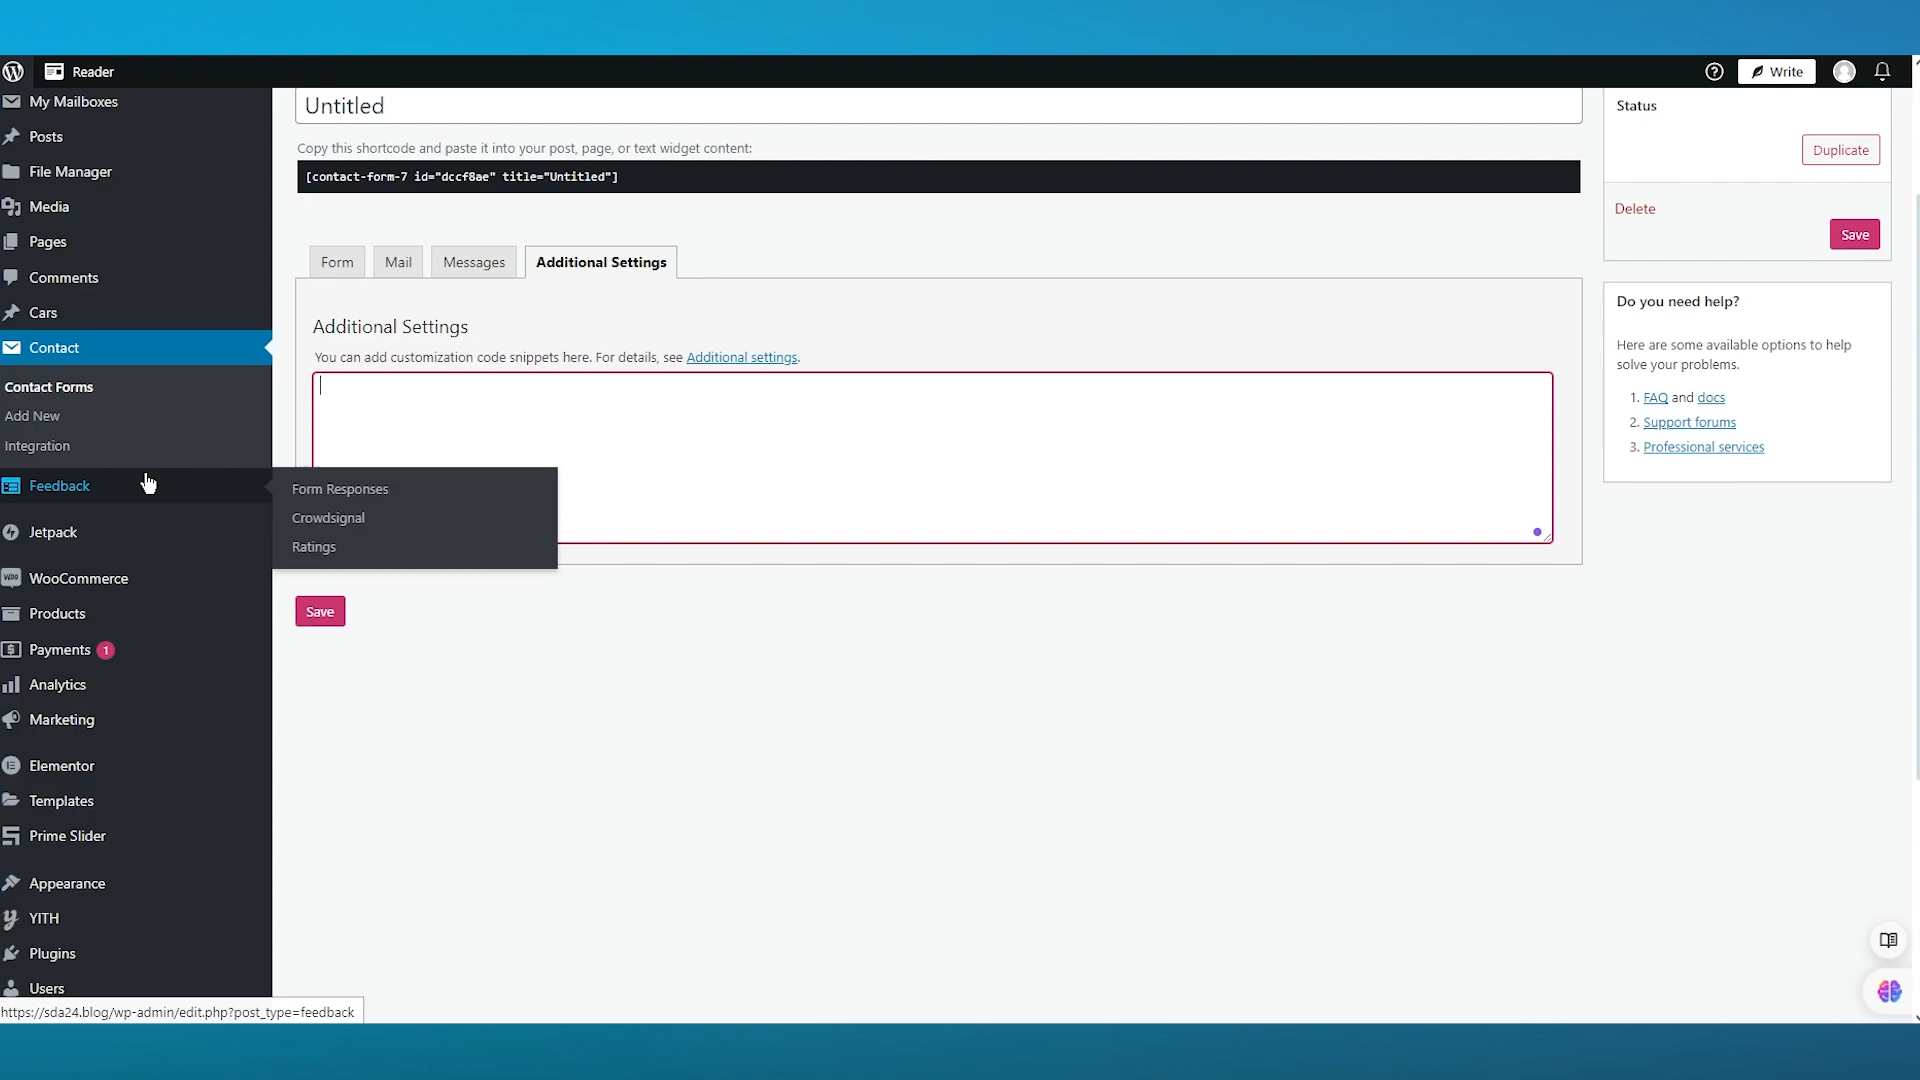 Reader
Write
My Mailboxes
Posts
File Manager
Media
Pages
Comments
Cars
Contact
Contact Forms
Add New
Integration
Feedback
Form Responses
Crowdsignal
Ratings
Jetpack
WooCommerce
Products
Payments 1
Analytics
Marketing
Elementor
Templates
Prime Slider
Appearance
YITH
Plugins
Users
https://sda24.blog/wp-admin/edit.php?post_type=feedback
Untitled
Copy this shortcode and paste it into your post, page, or text widget content:
[contact-form-7 id="dccf8ae" title="Untitled"]
Form
Mail
Messages
Additional Settings
Additional Settings
You can add customization code snippets here. For details, see Additional settings.
Save
Status
Duplicate
Delete
Save
Do you need help?
Here are some available options to help
solve your problems.
1. FAQ and docs
2. Support forums
3. Professional services